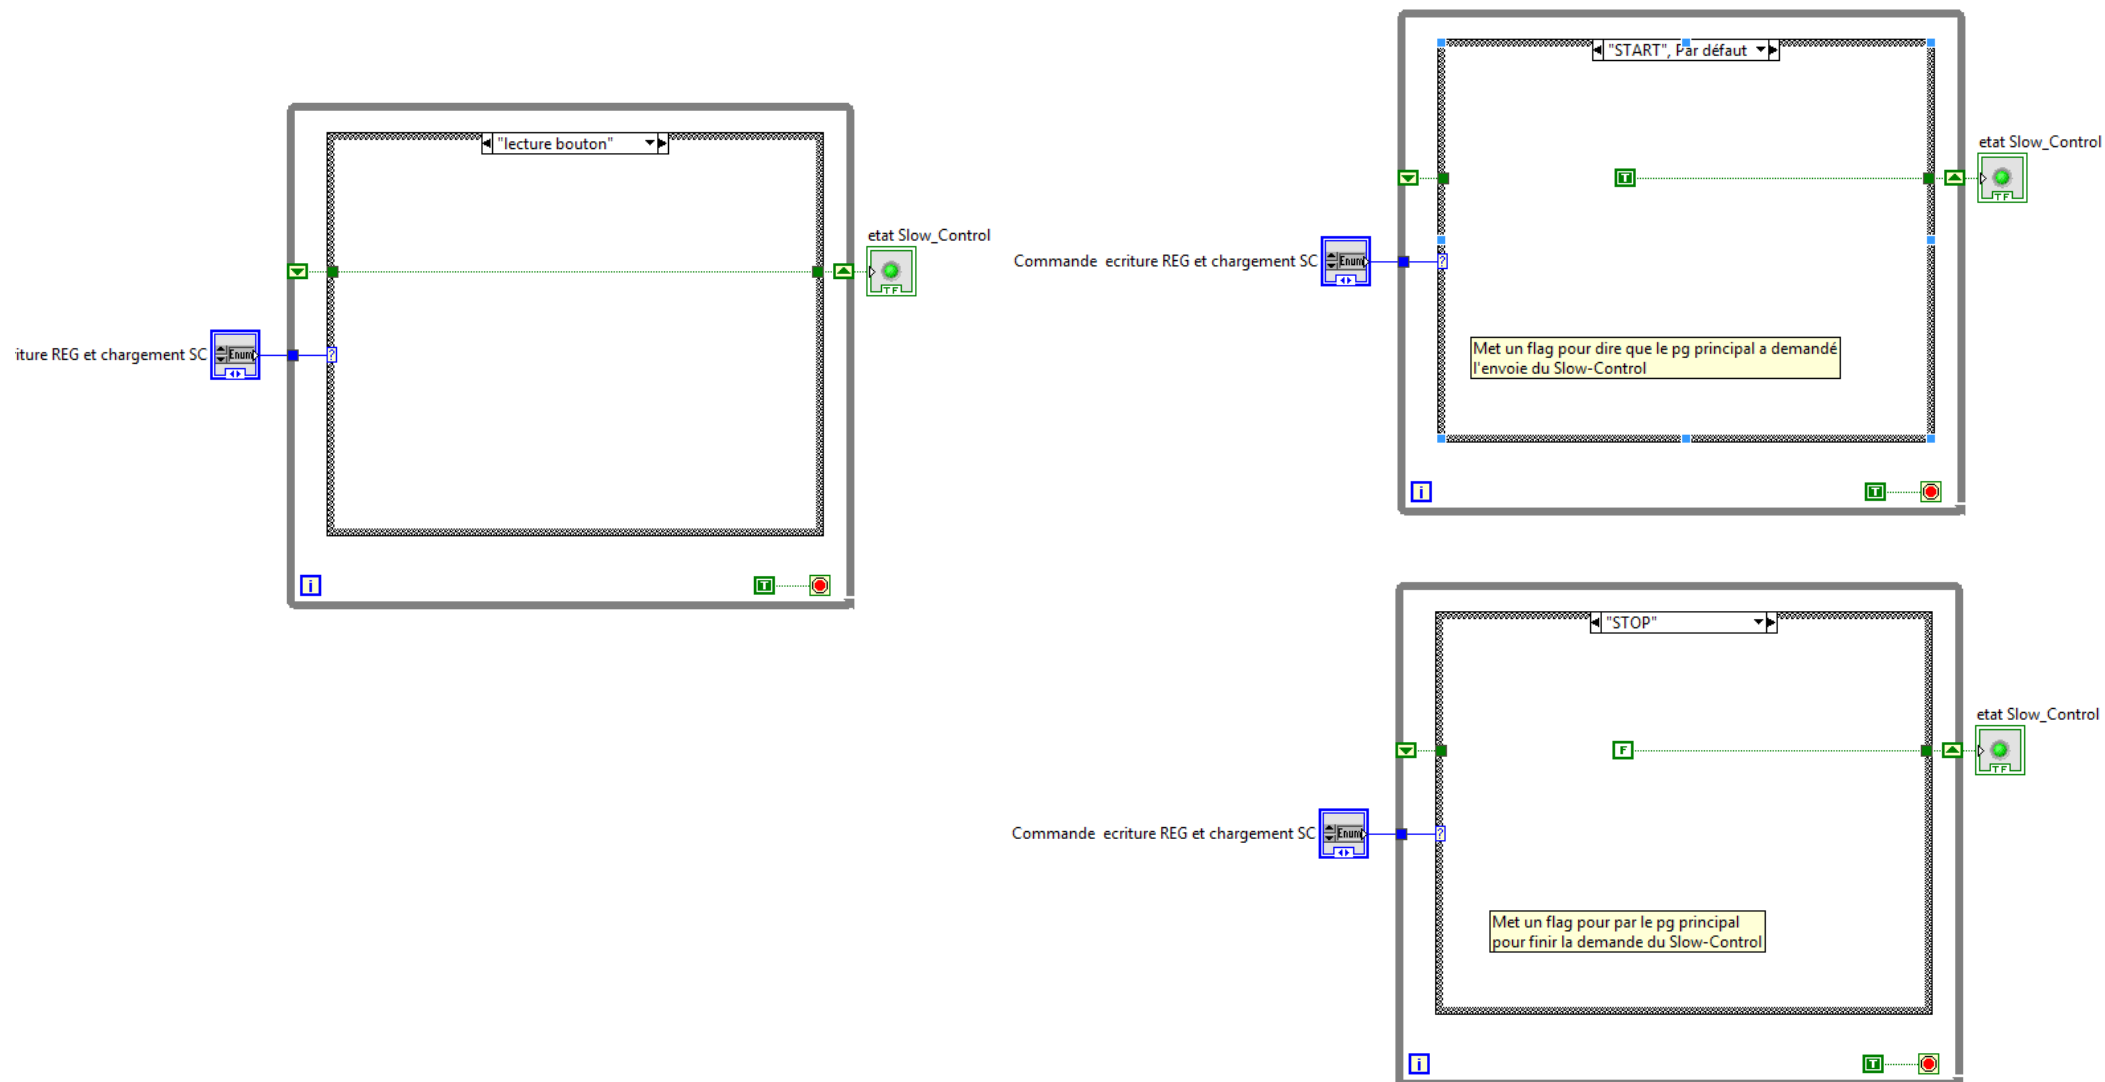 "lecture bouton"
etat Slow_Control
iture REG et chargement SC
Enum
TF
i
T
"START", Par défaut
T
etat Slow_Control
Commande ecriture REG et chargement SC
Enum
TF
Met un flag pour dire que le pg principal a demandé
l'envoie du Slow-Control
i
T
"STOP"
F
etat Slow_Control
Commande ecriture REG et chargement SC
Enum
TF
Met un flag pour par le pg principal
pour finir la demande du Slow-Control
i
T